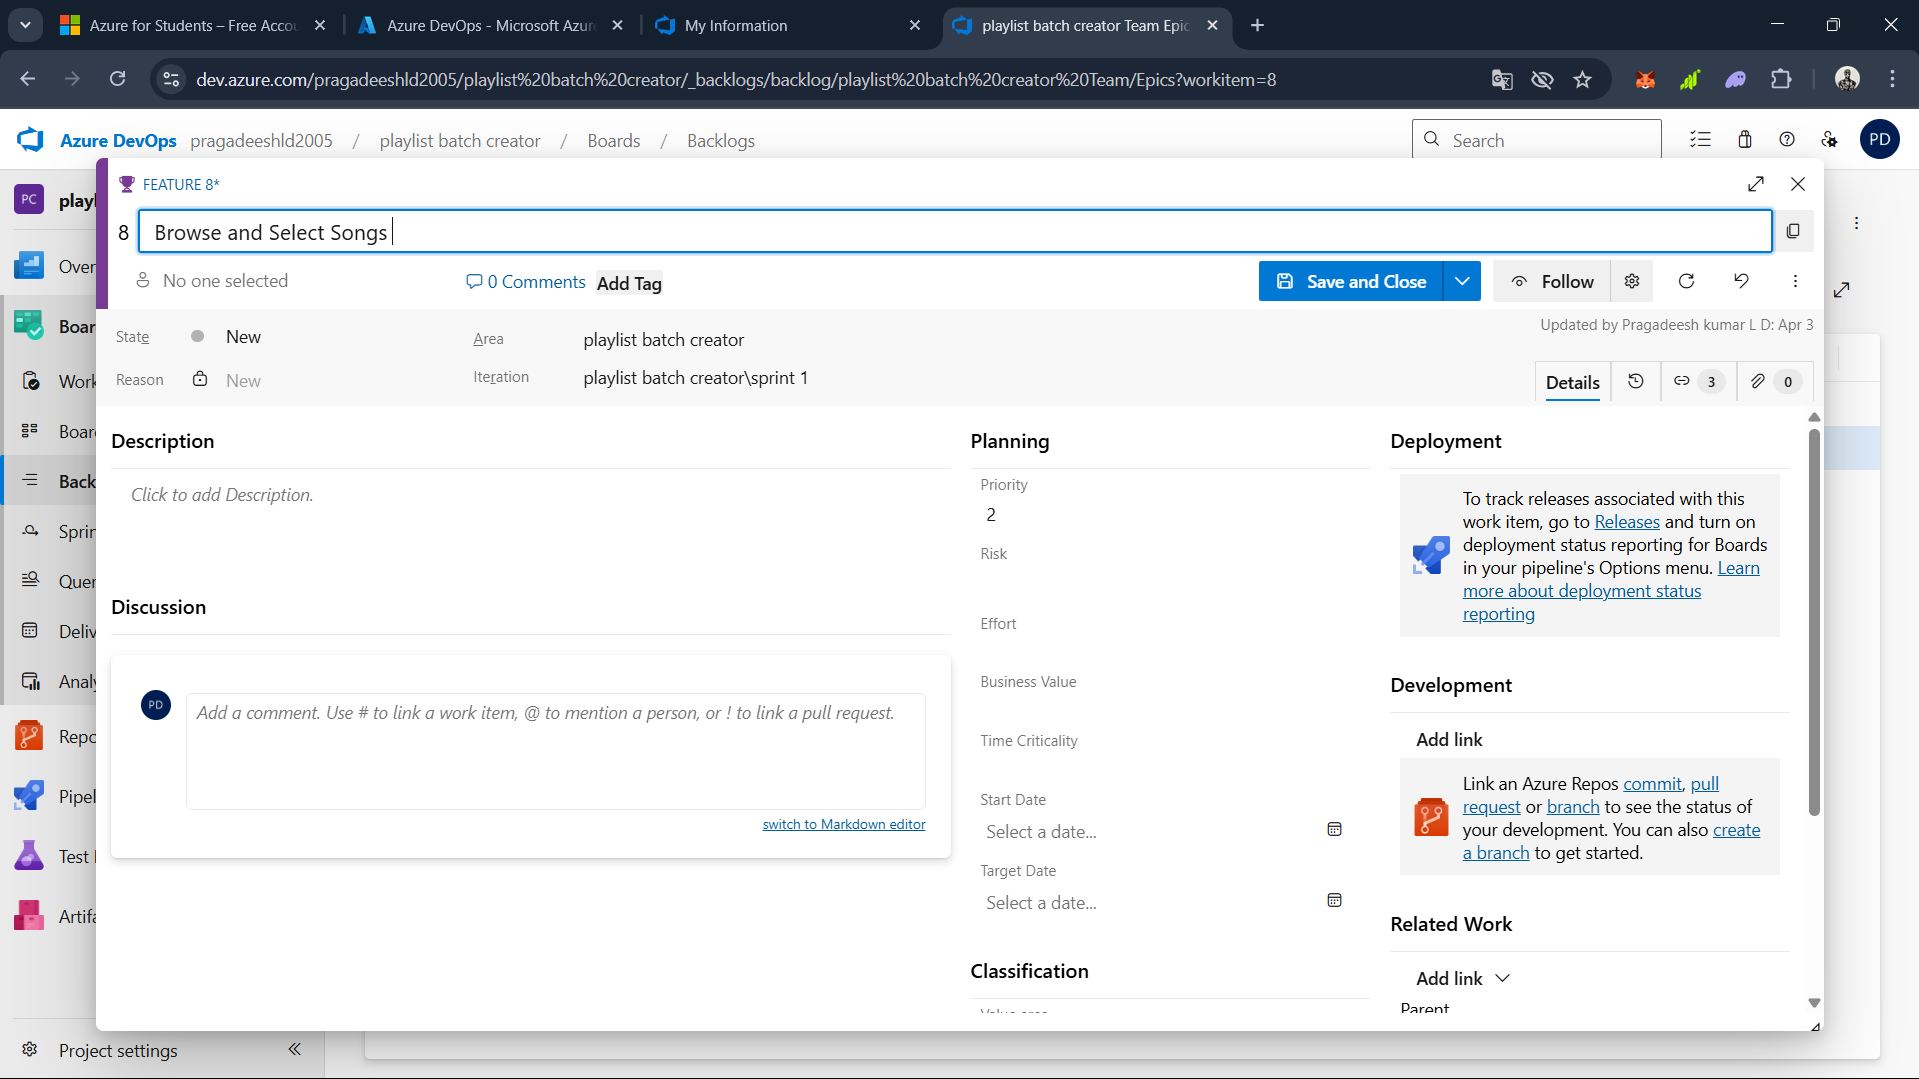 Azure for Students – Free Accou
Azure DevOps - Microsoft Azur
My Information
playlist batch creator Team Epic
dev.azure.com/pragadeeshld2005/playlist%20batch%20creator/_backlogs/backlog/playlist%20batch%20creator%20Team/Epics?workitem=8
Azure DevOps pragadeeshld2005 / playlist batch creator / Boards / Backlogs
Search
PD
PC playl
FEATURE 8*
8 Browse and Select Songs
No one selected
0 Comments
Add Tag
Save and Close
Follow
Over
Boar
Work
Boar
Back
Sprin
Quer
Deliv
Analy
Repo
Pipel
Test
Artifa
Project settings
State New
Reason New
Area playlist batch creator
Iteration playlist batch creator\sprint 1
Updated by Pragadeesh kumar L D: Apr 3
Details
3
0
Description
Click to add Description.
Discussion
PD
Add a comment. Use # to link a work item, @ to mention a person, or ! to link a pull request.
switch to Markdown editor
Planning
Priority
2
Risk
Effort
Business Value
Time Criticality
Start Date
Select a date...
Target Date
Select a date...
Classification
Value area
Deployment
To track releases associated with this
work item, go to Releases and turn on
deployment status reporting for Boards
in your pipeline's Options menu. Learn
more about deployment status
reporting
Development
Add link
Link an Azure Repos commit, pull
request or branch to see the status of
your development. You can also create
a branch to get started.
Related Work
Add link
Parent